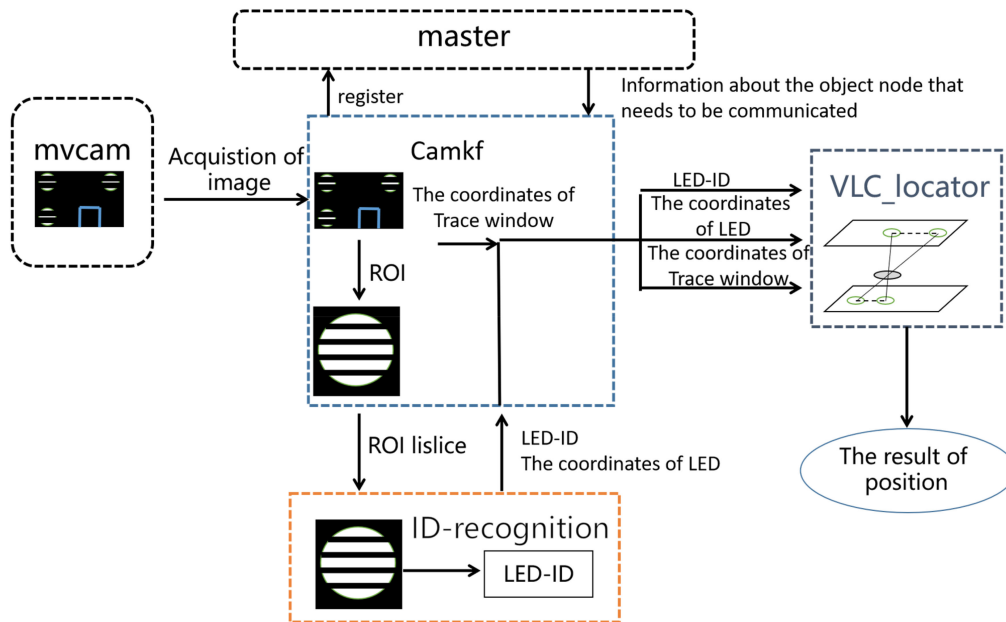 master
register
Information about the object node that
needs to be communicated
mvcam
Acquistion of
image
Camkf
The coordinates of
Trace window
ROI
LED-ID
The coordinates
of LED
The coordinates of
Trace window
VLC_locator
ROI lislice
LED-ID
The coordinates of LED
The result of
position
ID-recognition
LED-ID